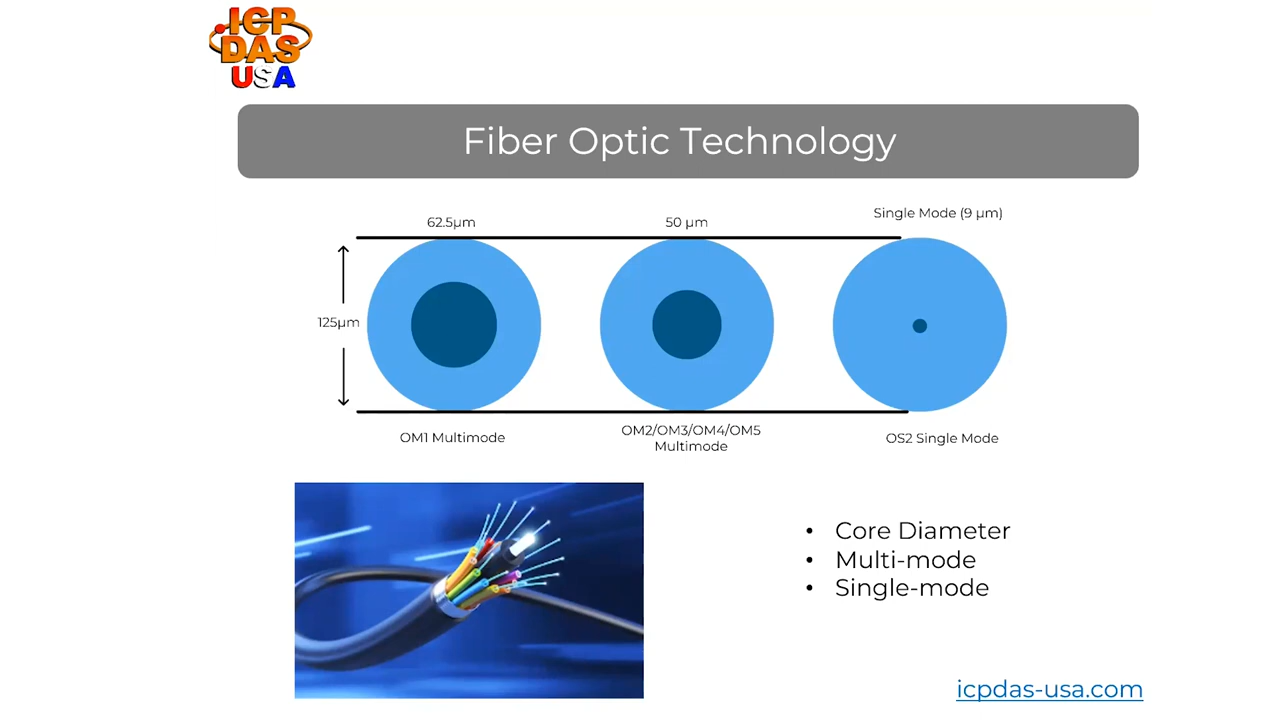 ICP
DAS
USA
Fiber Optic Technology
62.5µm
50 µm
Single Mode (9 µm)
125µm
OM1 Multimode
OM2/OM3/OM4/OM5
Multimode
OS2 Single Mode
• Core Diameter
• Multi-mode
• Single-mode
icpdas-usa.com